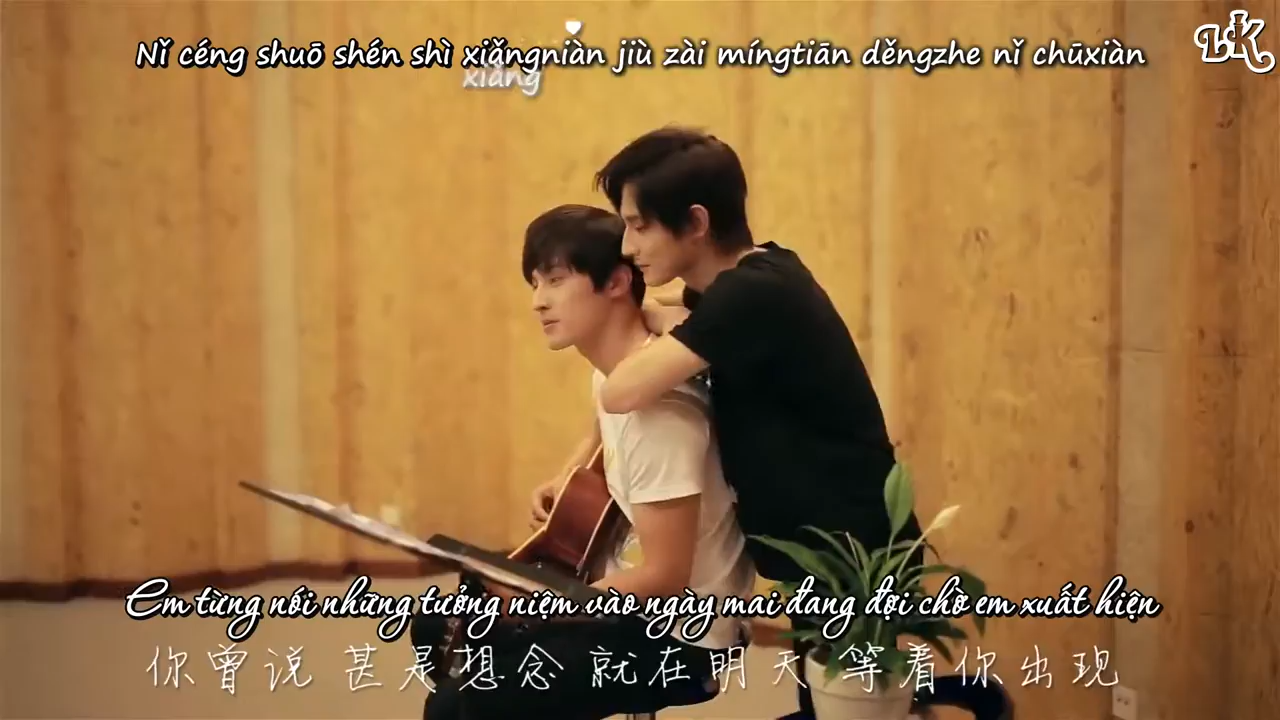 Nǐ céng shuō shén shì xiǎngniàn jiù zài míngtiān děngzhe nǐ chūxiàn
xiǎng
LK
Em từng nói những tưởng niệm vào ngày mai đang đợi chờ em xuất hiện
你曾说 甚是想念 就在明天 等着你出现